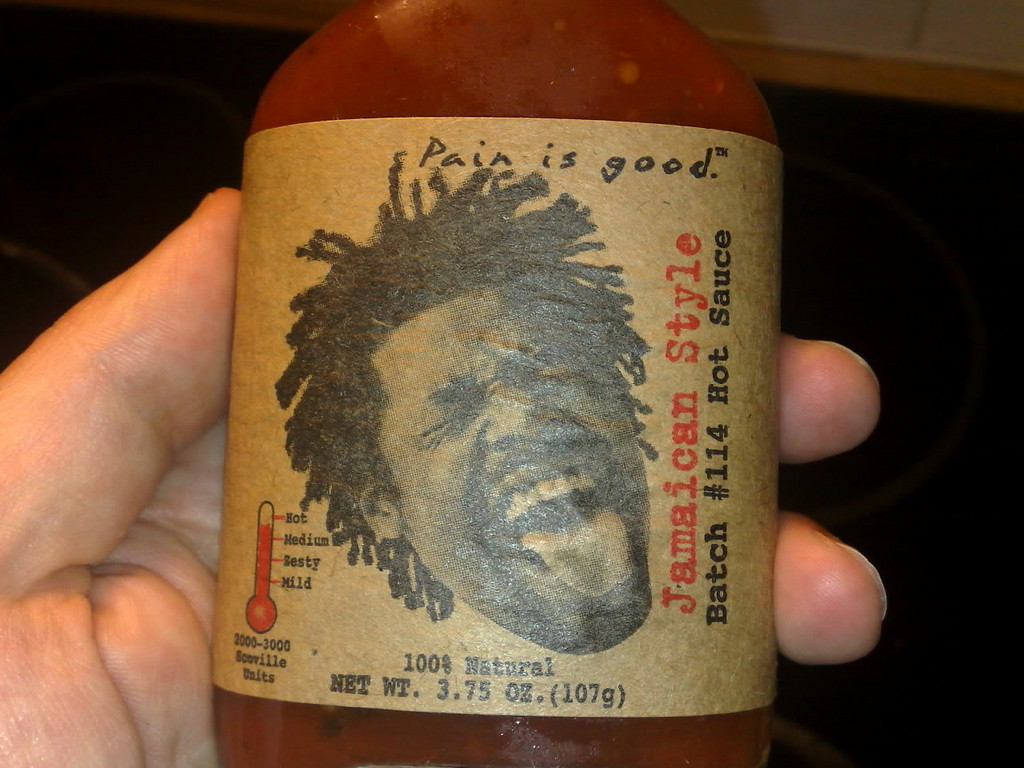 Pain is good.™
Jamaican Style
Batch #114 Hot Sauce
Hot
Medium
Zesty
Mild
2000-3000
Scoville
Units
100% Natural
NET WT. 3.75 OZ.(107g)